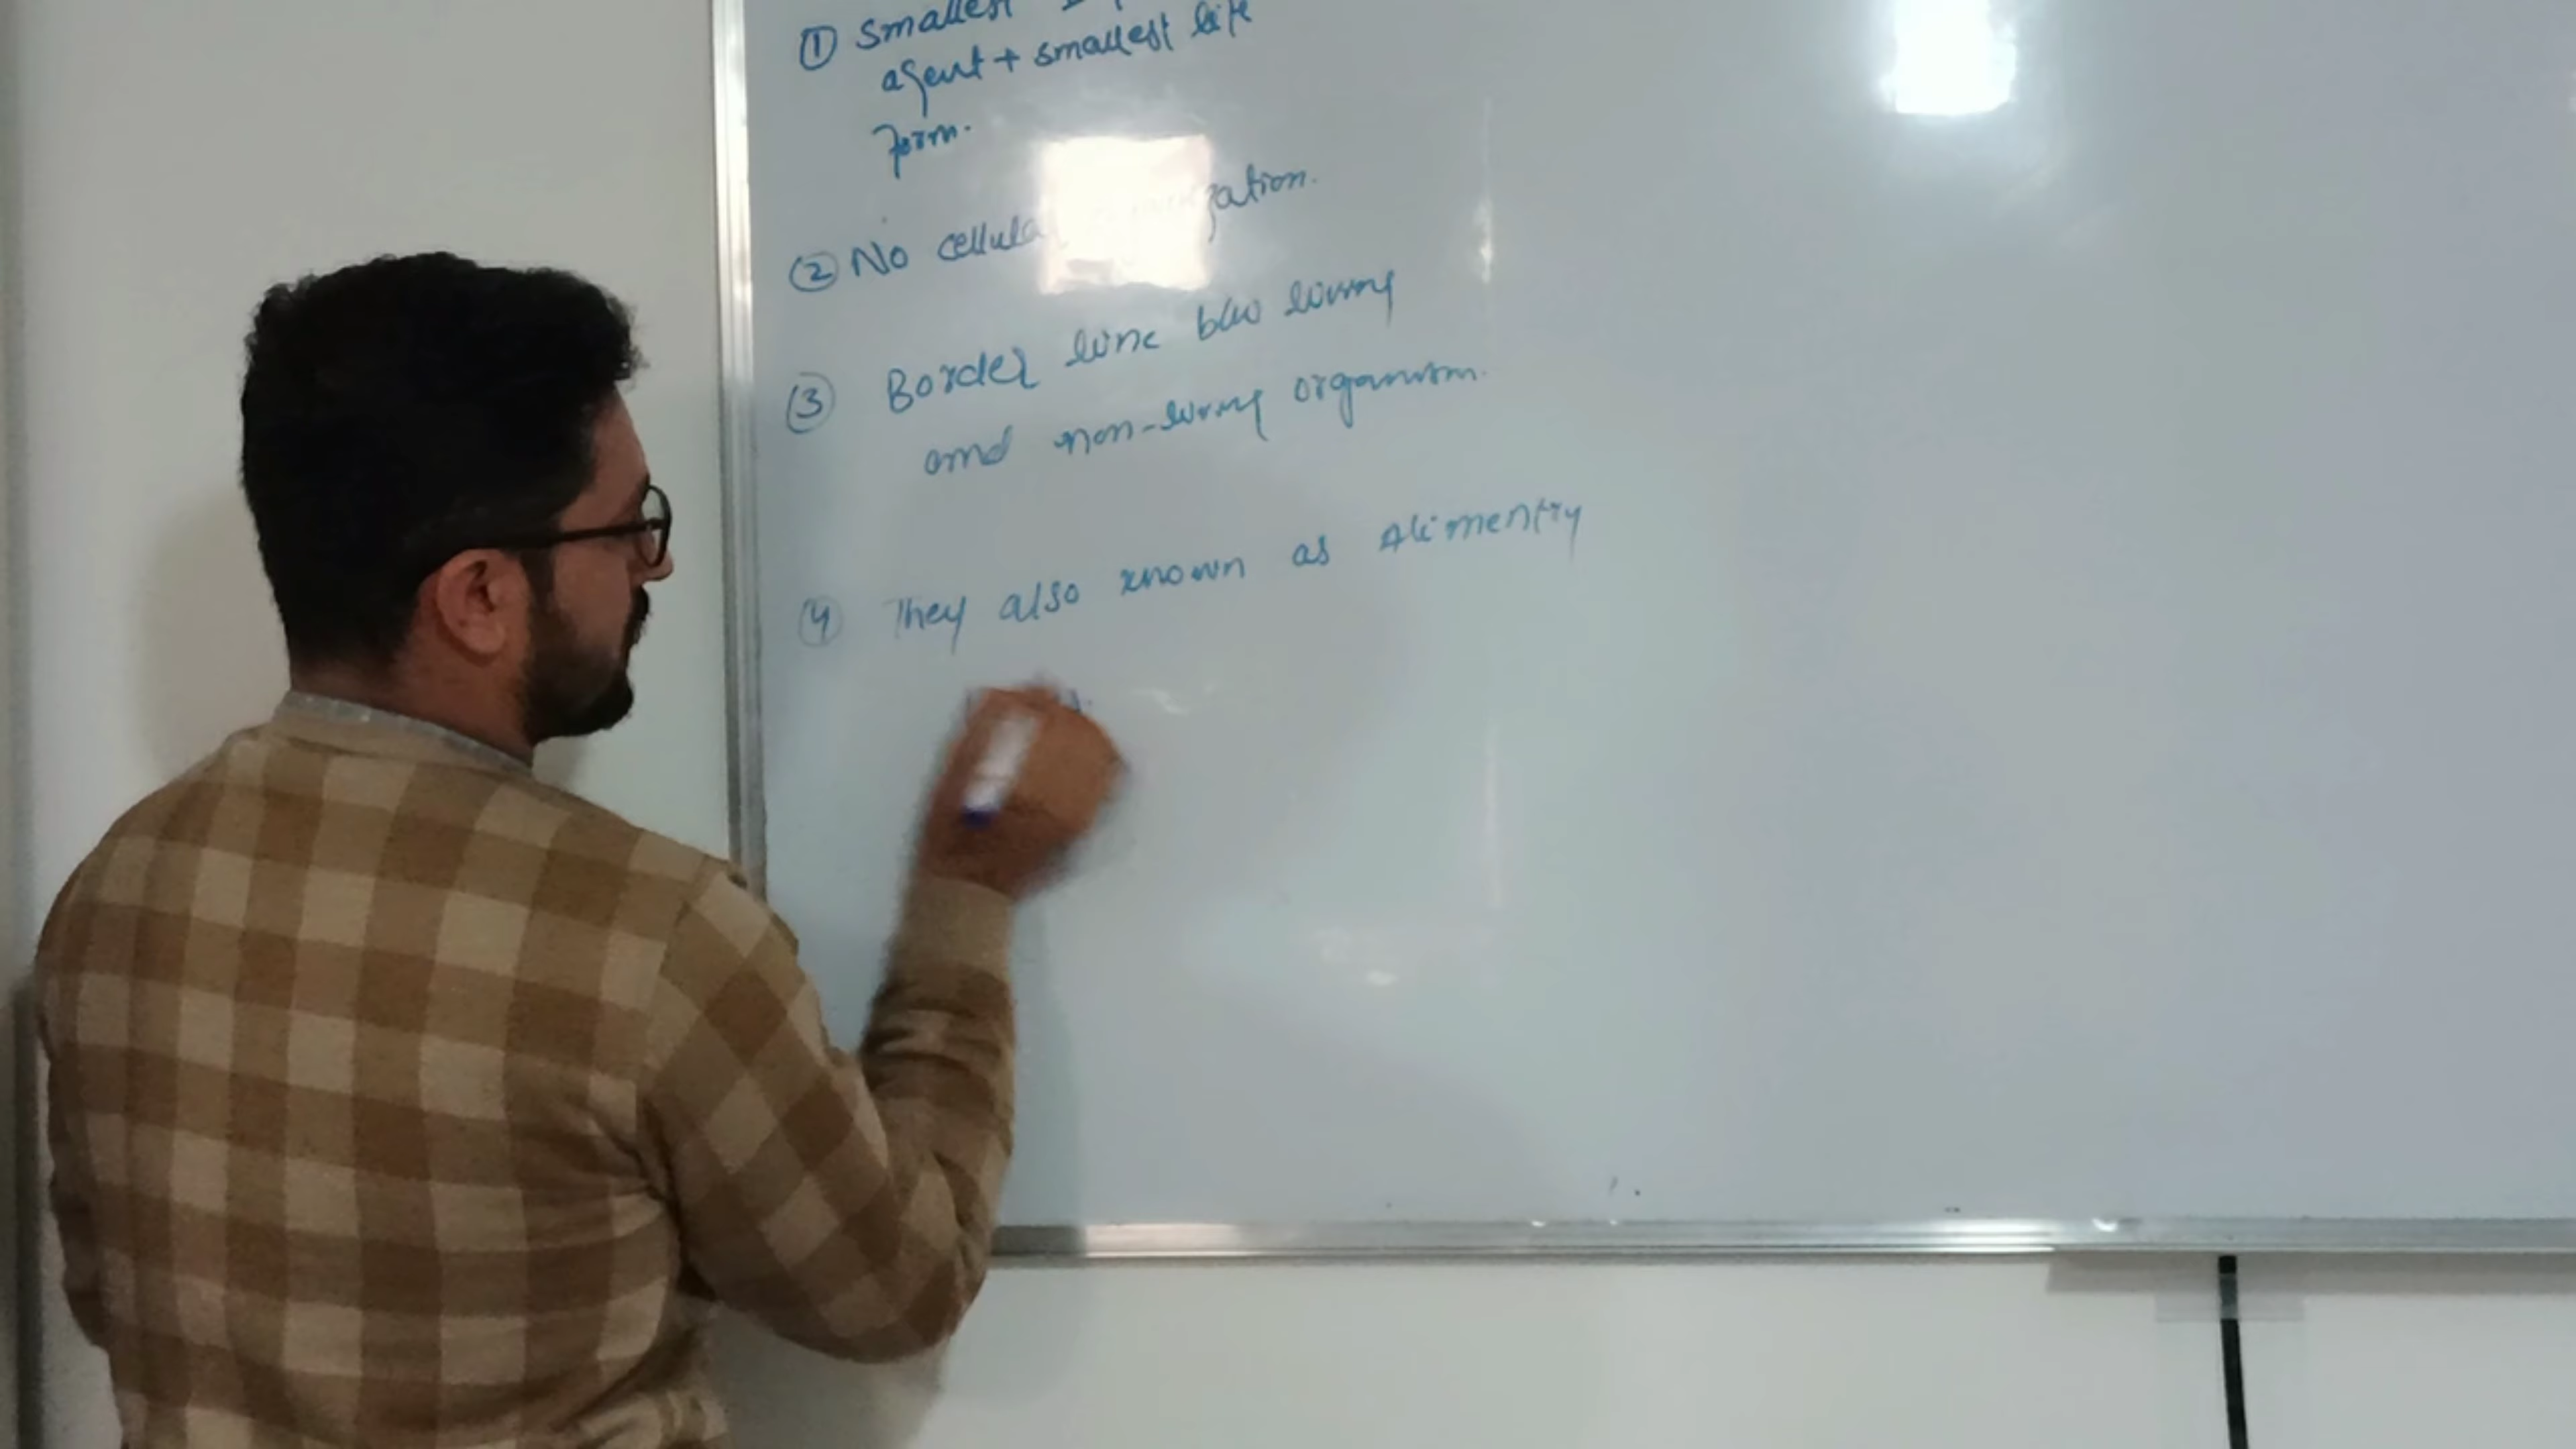 ① Smallest
agent + smallest life
form.
② No cellular organization.
③ Border line b/w living
and non-living organism.
④ They also known as Alimentry